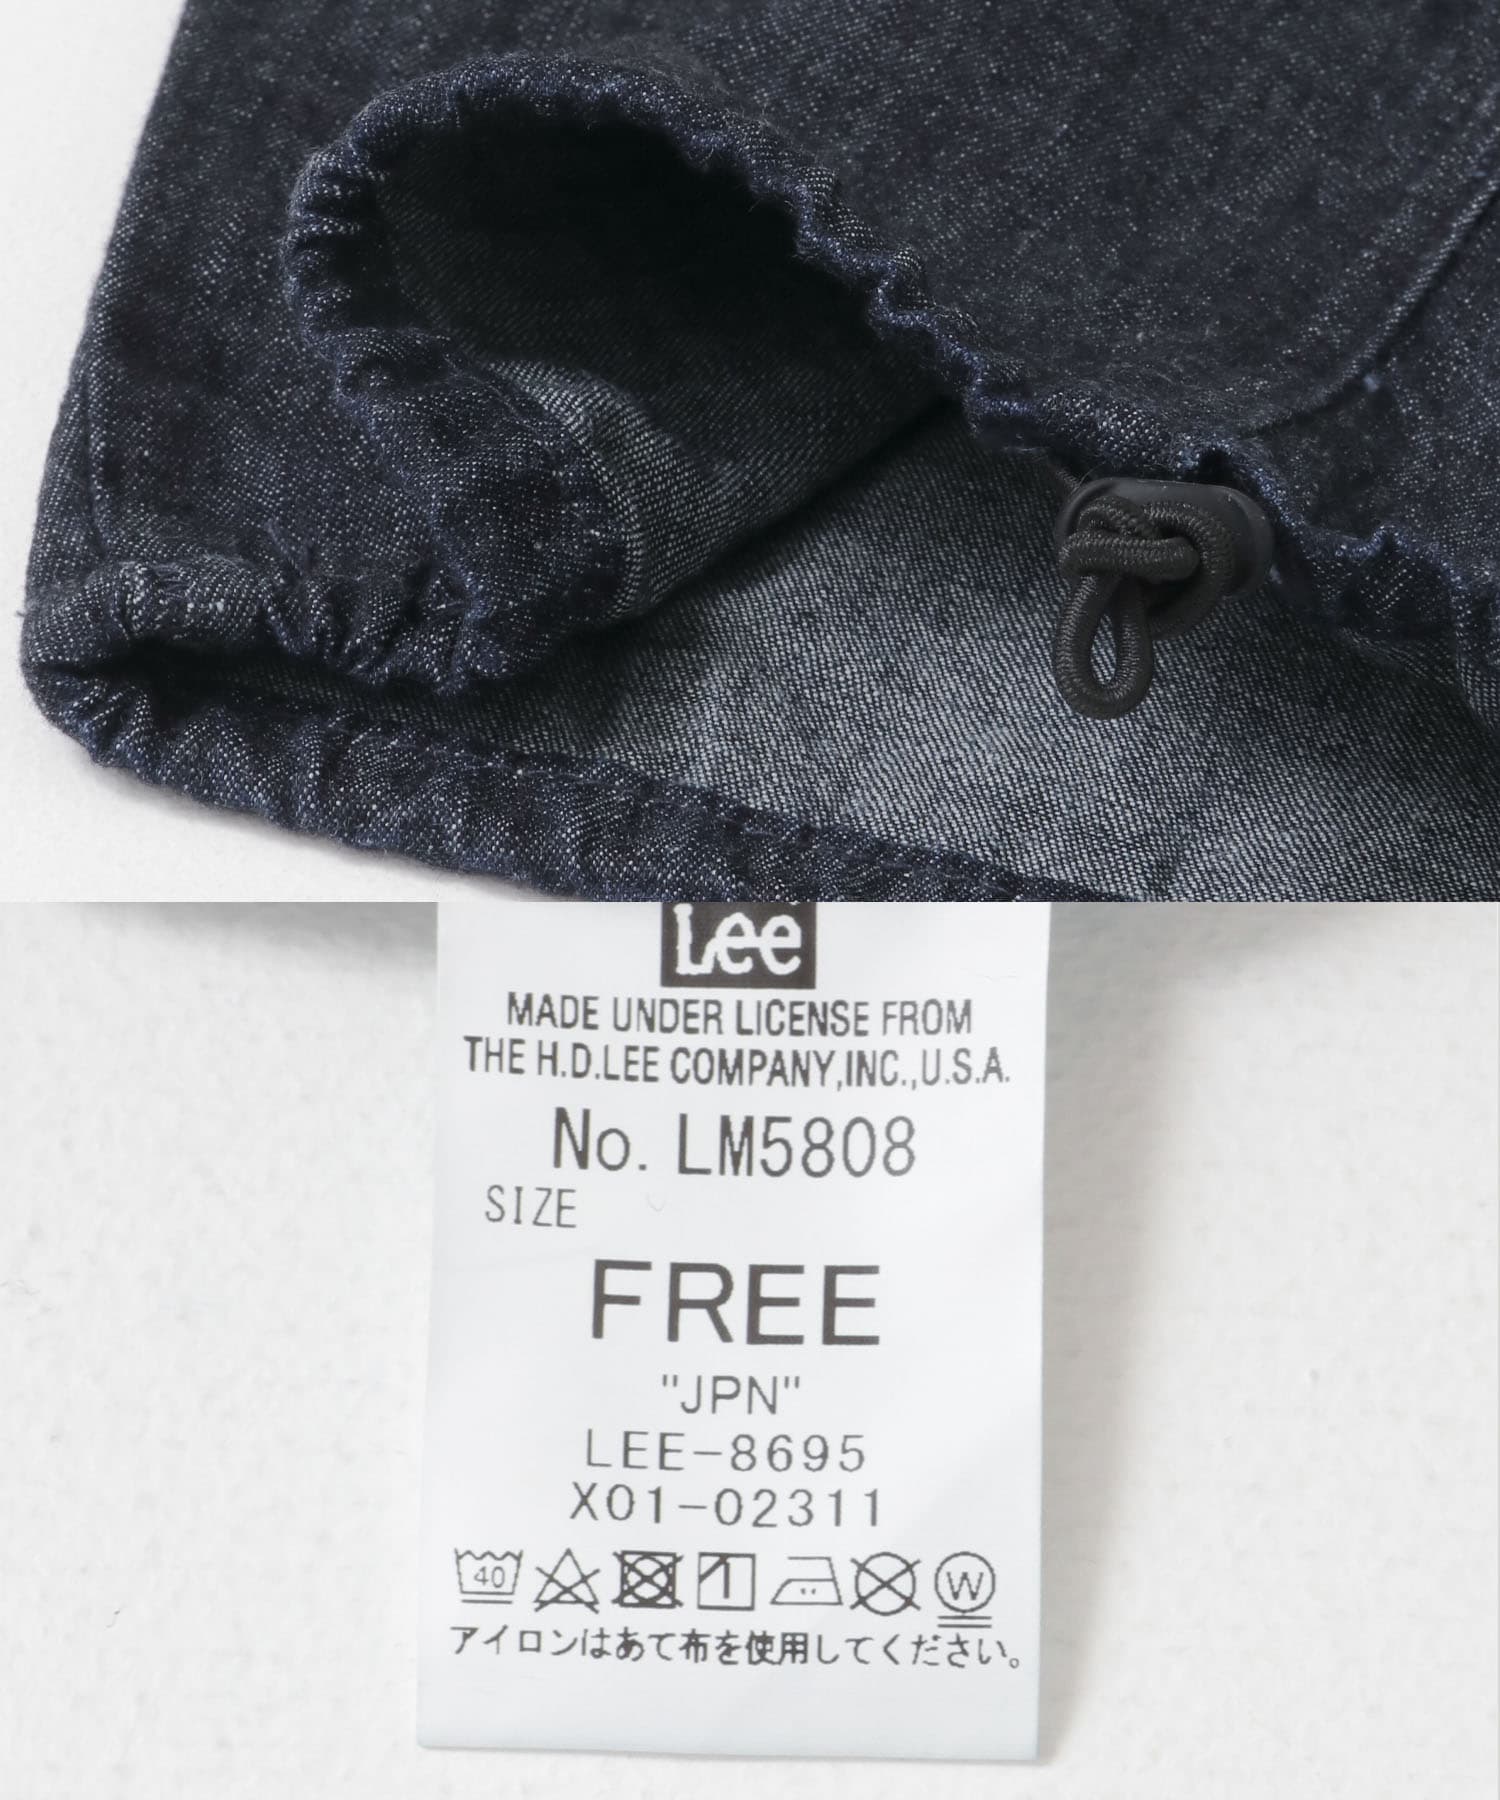 Lee
MADE UNDER LICENSE FROM
THE H.D.LEE COMPANY,INC.,U.S.A.
No. LM5808
SIZE
FREE
"JPN"
LEE-8695
X01-02311
40 W
アイロンはあて布を使用してください。